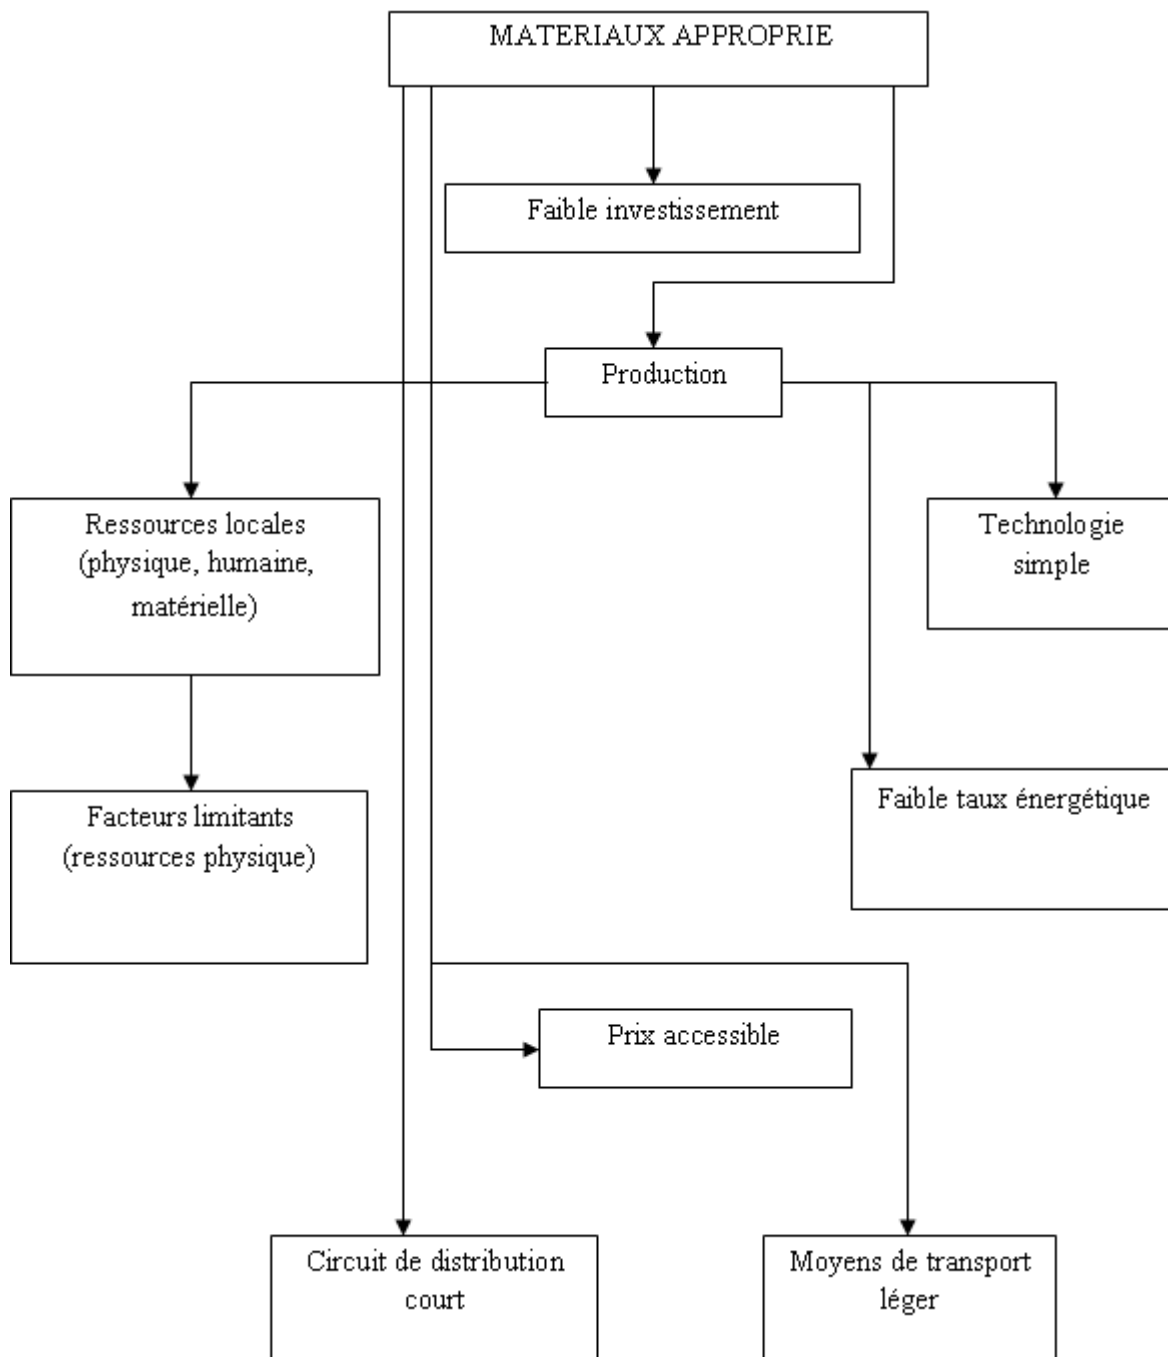 MATERIAUX APPROPRIE
Faible investissement
Production
Ressources locales
(physique, humaine,
matérielle)
Technologie
simple
Facteurs limitants
(ressources physique)
Faible taux énergétique
Prix accessible
Circuit de distribution
court
Moyens de transport
léger